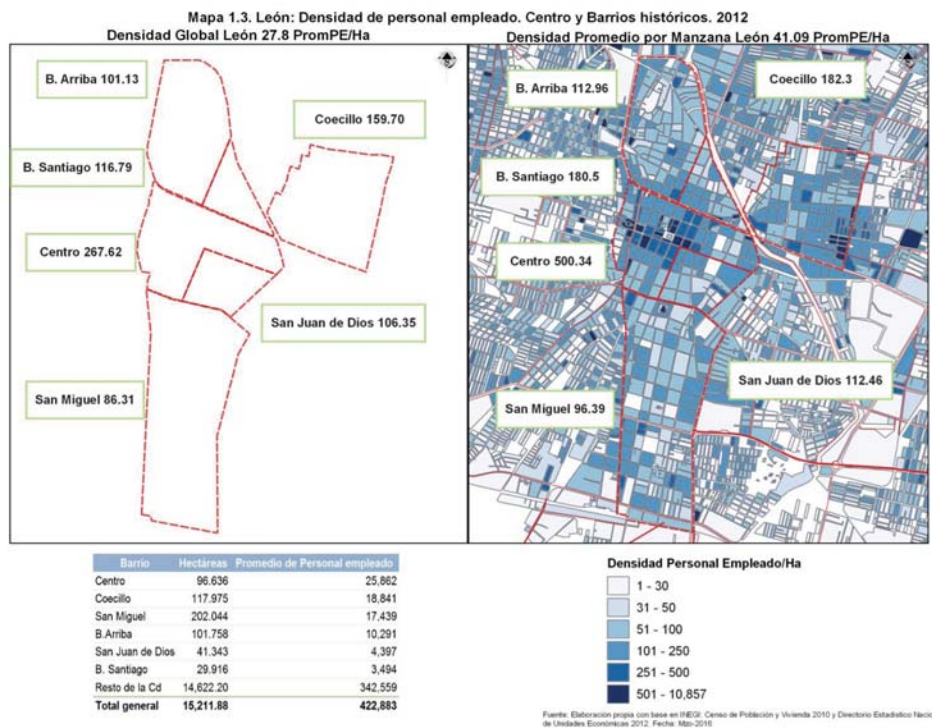 Mapa 1.3. León: Densidad de personal empleado. Centro y Barrios históricos. 2012
Densidad Global León 27.8 PromPE/Ha
Densidad Promedio por Manzana León 41.09 PromPE/Ha
B. Arriba 101.13
Coecillo 159.70
B. Santiago 116.79
Centro 267.62
San Juan de Dios 106.35
San Miguel 86.31
B. Arriba 112.96
Coecillo 182.3
B. Santiago 180.5
Centro 500.34
San Juan de Dios 112.46
San Miguel 96.39
Barrio Hectáreas Promedio de Personal empleado
Centro 96.636 25,862
Coecillo 117.975 18,841
San Miguel 202.044 17,439
B.Arriba 101.758 10,291
San Juan de Dios 41.343 4,397
B. Santiago 29.916 3,494
Resto de la Cd 14,622.20 342,559
Total general 15,211.88 422,883
Densidad Personal Empleado/Ha
1 - 30
31 - 50
51 - 100
101 - 250
251 - 500
501 - 10,857
Fuente: Elaboración propia con base en INEGI: Censo de Población y Vivienda 2010 y Directorio Estadístico Nacio
de Unidades Económicas 2012. Fecha: Mzo-2016